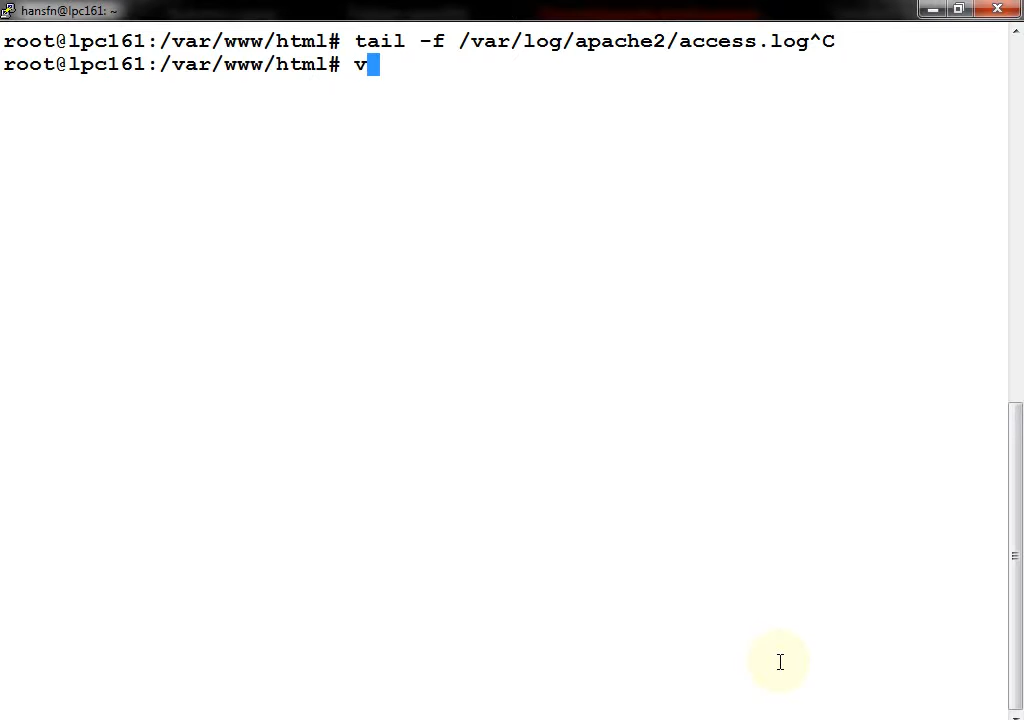 hansfn@lpc161: ~
root@lpc161:/var/www/html# tail -f /var/log/apache2/access.log^C
root@lpc161:/var/www/html# v